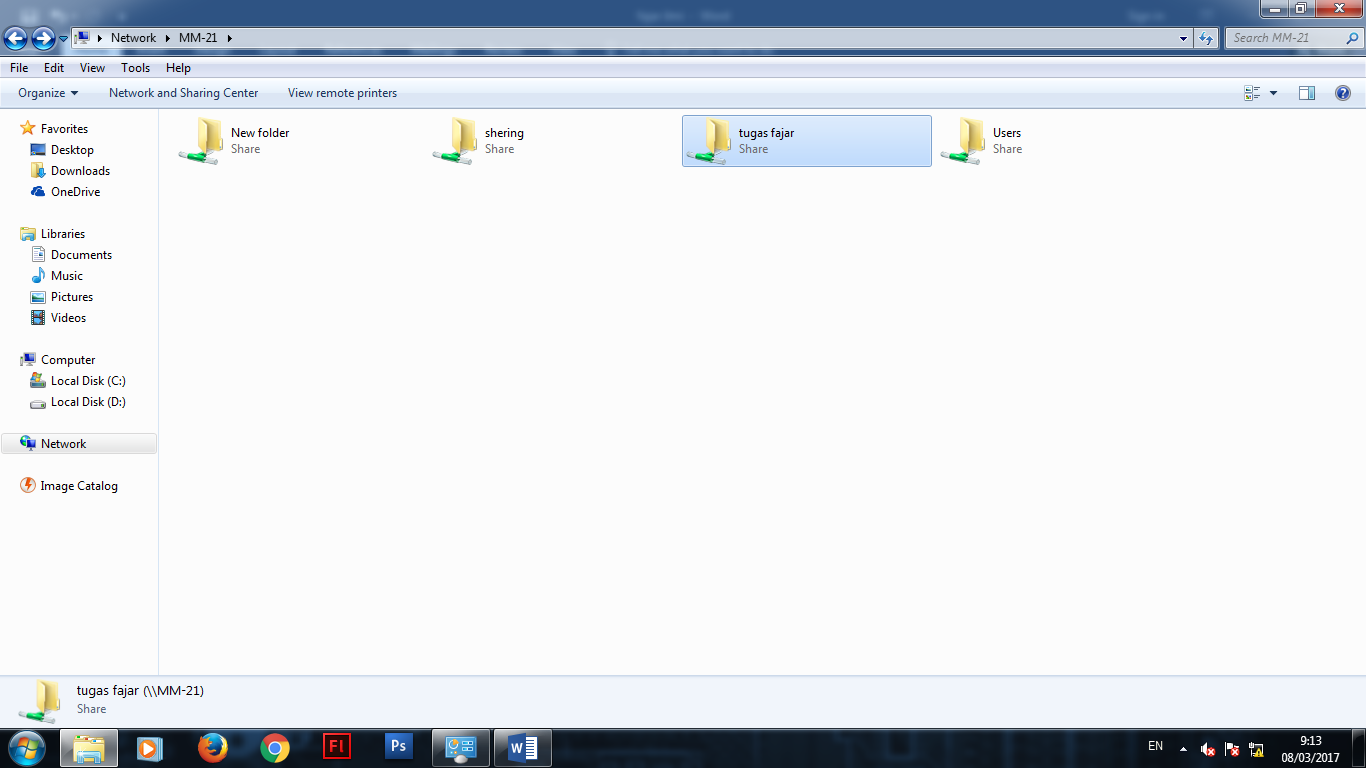 Network MM-21
Search MM-21
File Edit View Tools Help
Organize Network and Sharing Center View remote printers
Favorites
Desktop
Downloads
OneDrive
Libraries
Documents
Music
Pictures
Videos
Computer
Local Disk (C:)
Local Disk (D:)
Network
Image Catalog
New folder
Share
shering
Share
tugas fajar
Share
Users
Share
tugas fajar (\\MM-21)
Share
Fl
Ps
W
EN
9:13
08/03/2017